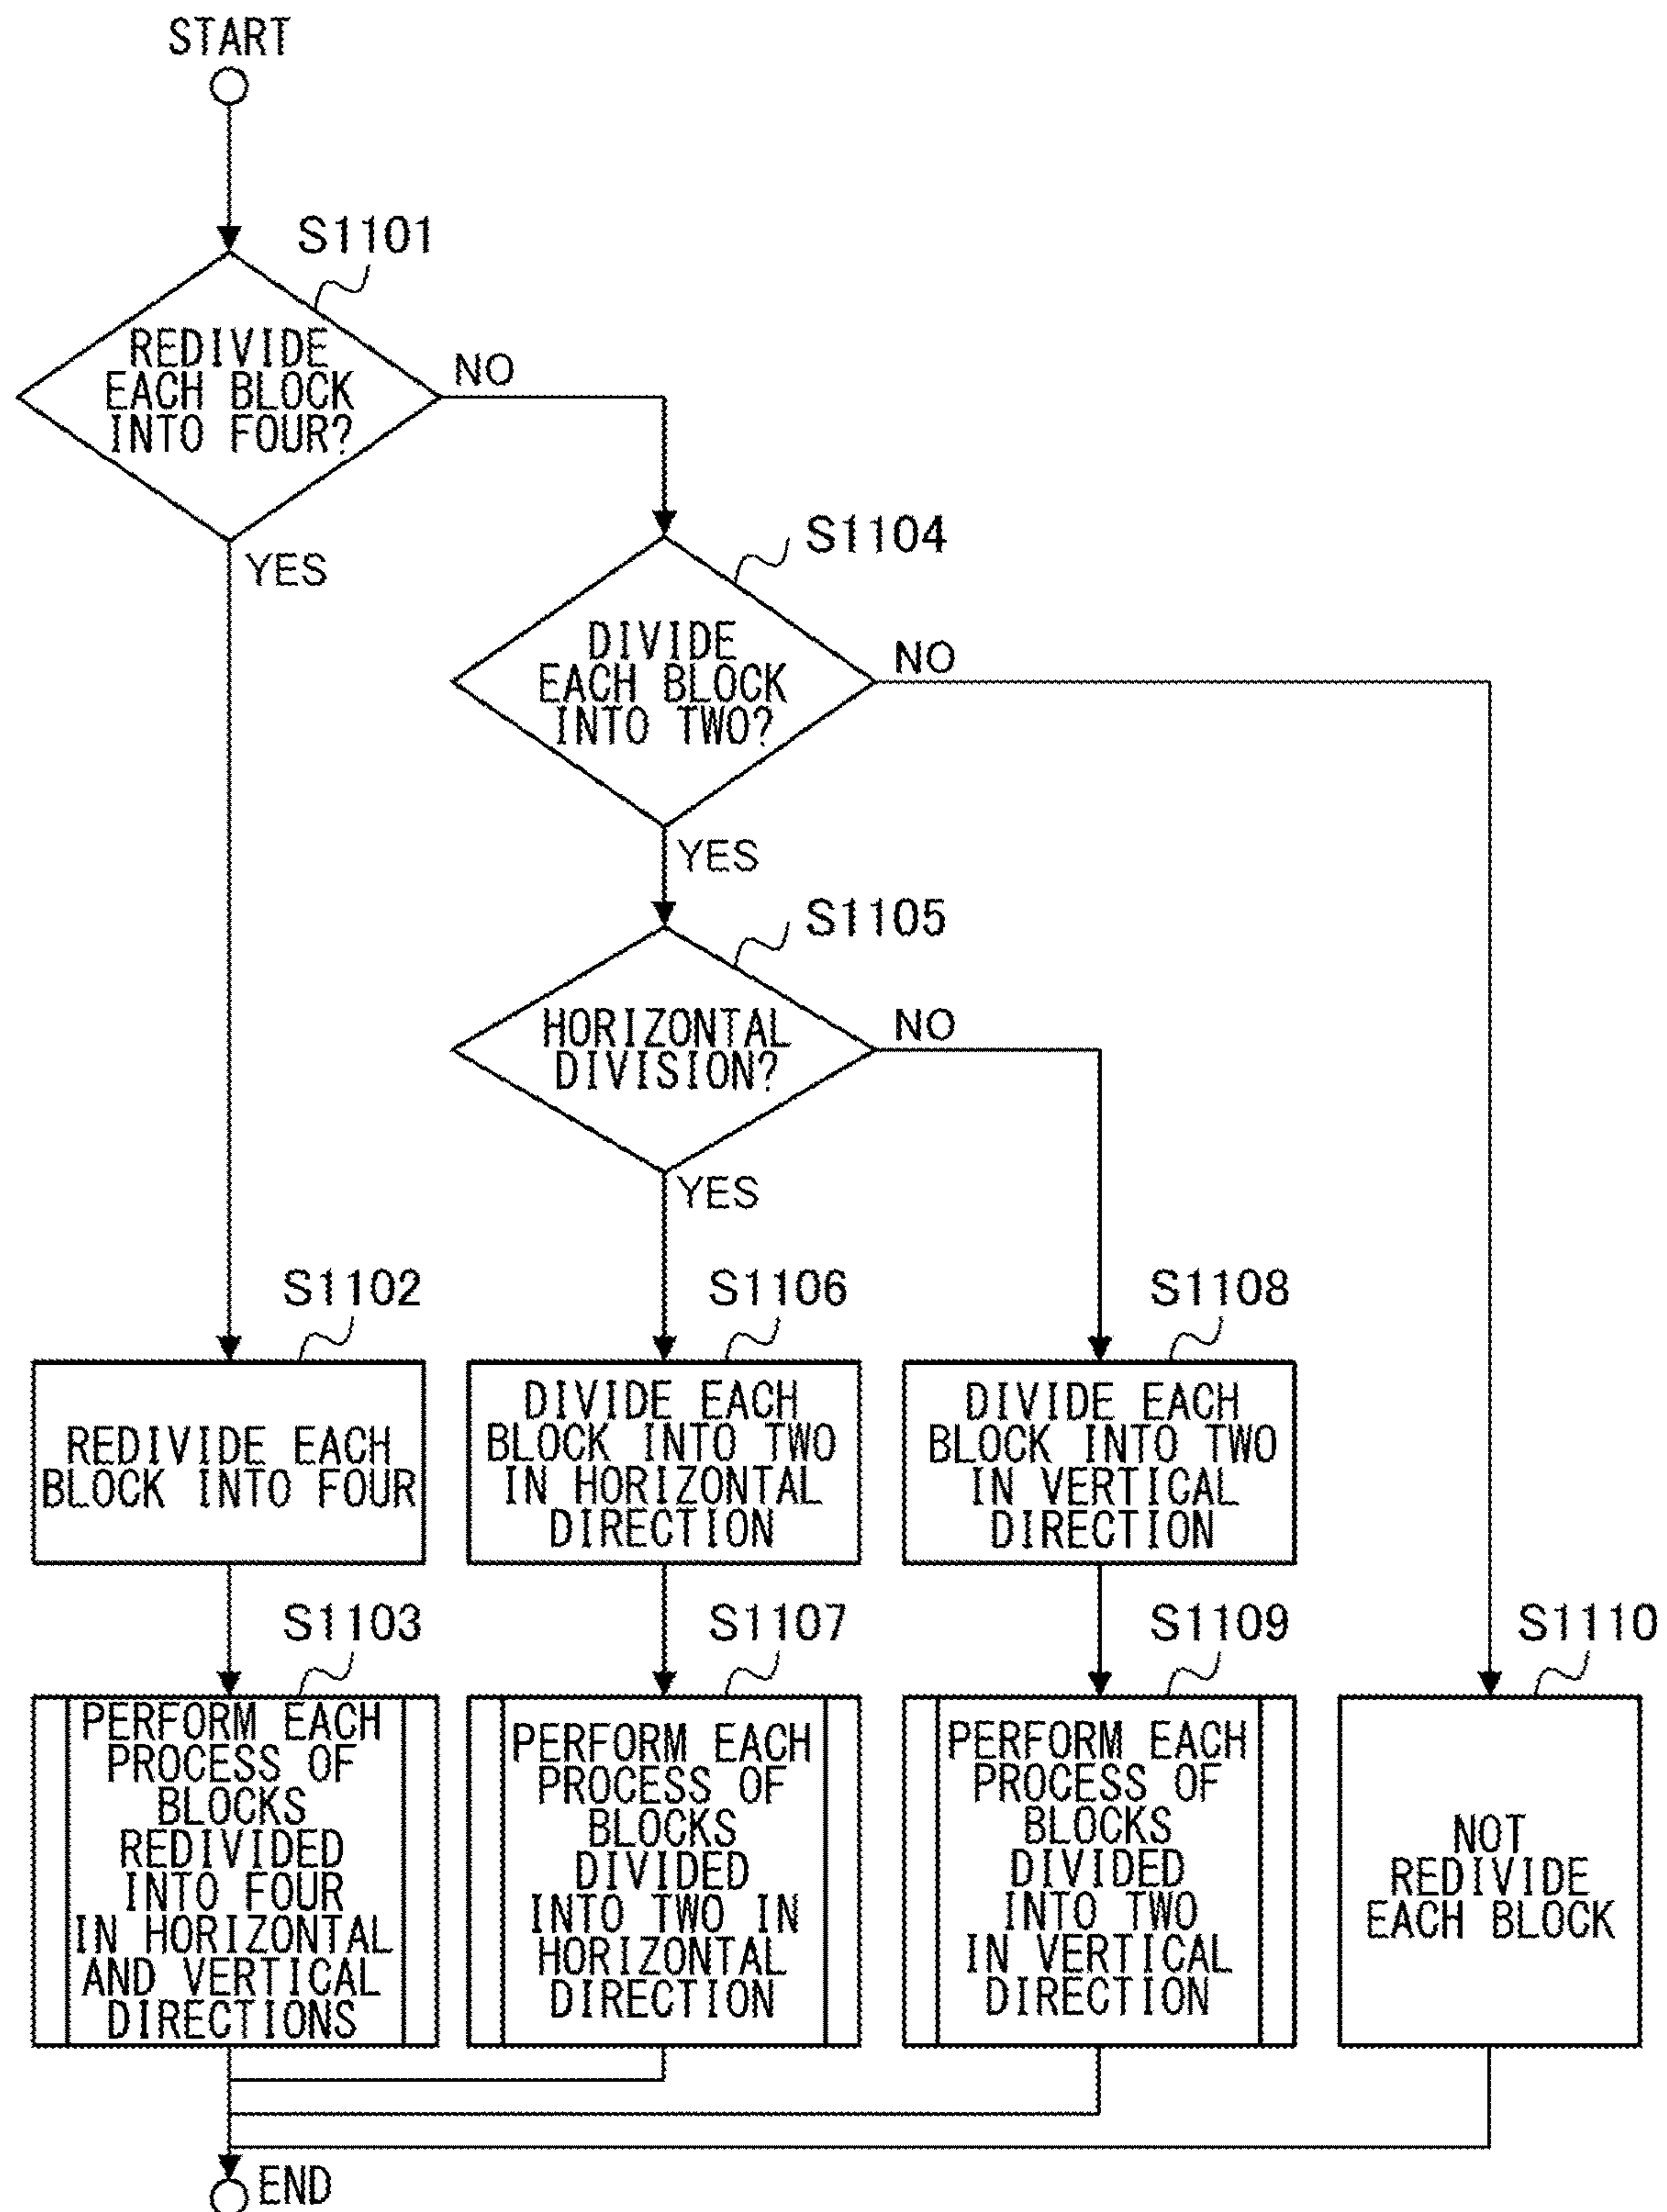 START
S1101
REDIVIDE
EACH BLOCK
INTO FOUR?
NO
YES
S1104
DIVIDE
EACH BLOCK
INTO TWO?
NO
YES
S1105
HORIZONTAL
DIVISION?
NO
YES
S1102
REDIVIDE EACH
BLOCK INTO FOUR
S1106
DIVIDE EACH
BLOCK INTO TWO
IN HORIZONTAL
DIRECTION
S1108
DIVIDE EACH
BLOCK INTO TWO
IN VERTICAL
DIRECTION
S1103
PERFORM EACH
PROCESS OF
BLOCKS
REDIVIDED
INTO FOUR
IN HORIZONTAL
AND VERTICAL
DIRECTIONS
S1107
PERFORM EACH
PROCESS OF
BLOCKS
DIVIDED
INTO TWO IN
HORIZONTAL
DIRECTION
S1109
PERFORM EACH
PROCESS OF
BLOCKS
DIVIDED
INTO TWO
IN VERTICAL
DIRECTION
S1110
NOT
REDIVIDE
EACH BLOCK
END